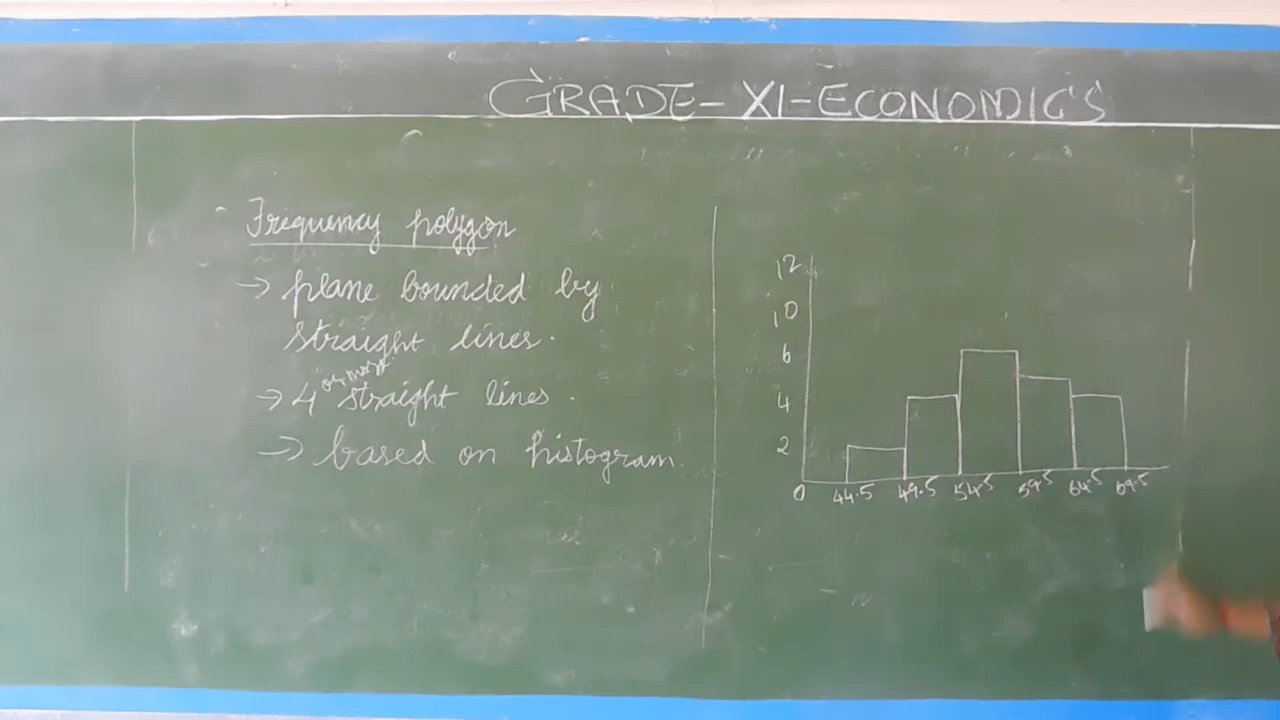 GRADE-XI-ECONOMICS
Frequency polygon
→ plane bounded by
straight lines.
or more
→ 4 straight lines.
→ based on histogram.
12
10
6
4
2
0 44.5 49.5 54.5 59.5 64.5 69.5